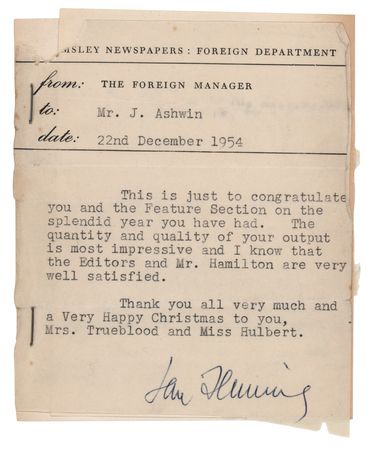 MSLEY NEWSPAPERS : FOREIGN DEPARTMENT
from: THE FOREIGN MANAGER
to: Mr. J. Ashwin
date: 22nd December 1954
This is just to congratulate
you and the Feature Section on the
splendid year you have had. The
quantity and quality of your output
is most impressive and I know that
the Editors and Mr. Hamilton are very
well satisfied.
Thank you all very much and
a Very Happy Christmas to you,
Mrs. Trueblood and Miss Hulbert.
Ian Fleming